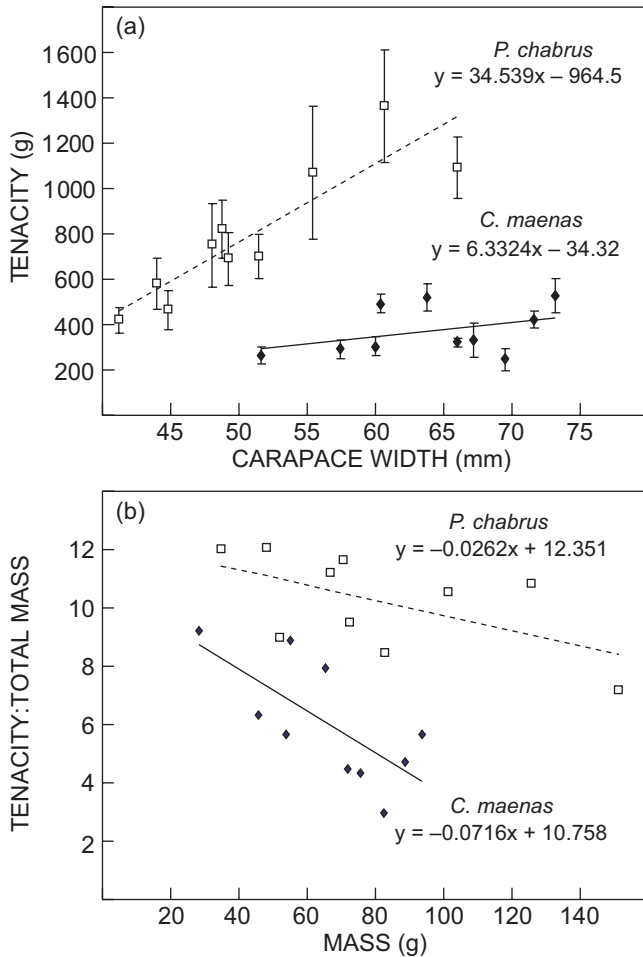 (a)
1600
1400
1200
1000
800
600
400
200
TENACITY (g)
P. chabrus
y = 34.539x – 964.5
C. maenas
y = 6.3324x – 34.32
45 50 55 60 65 70 75
CARAPACE WIDTH (mm)
(b)
12
10
8
6
4
2
TENACITY:TOTAL MASS
P. chabrus
y = –0.0262x + 12.351
C. maenas
y = –0.0716x + 10.758
20 40 60 80 100 120 140
MASS (g)